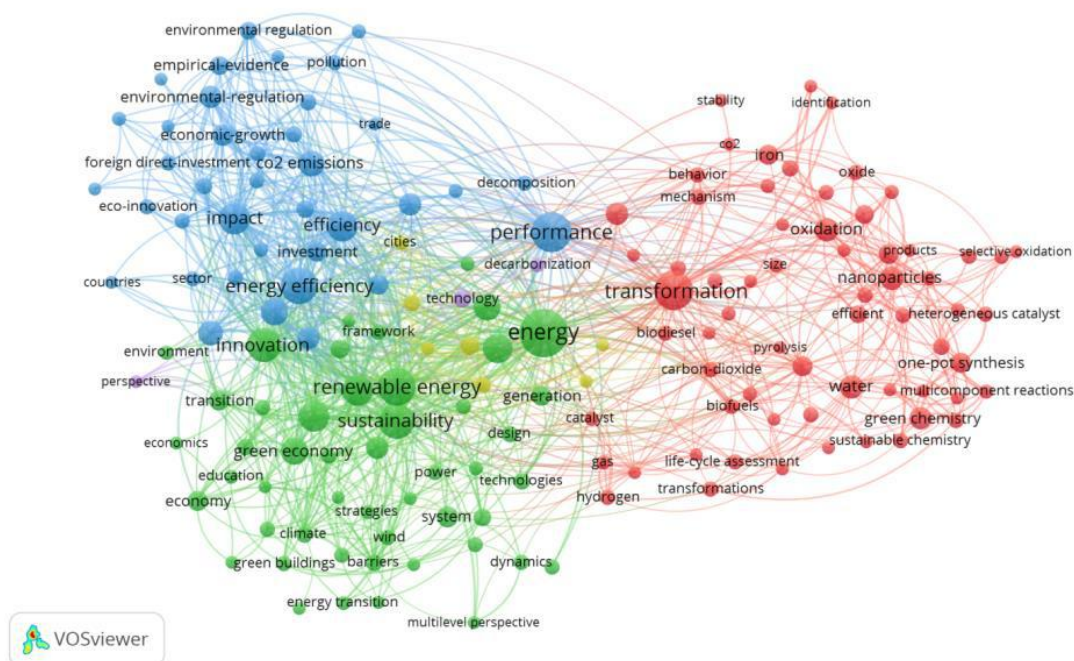 environmental regulation
empirical-evidence
pollution
environmental-regulation
stability
identification
trade
economic-growth
co2
foreign direct-investment
co2 emissions
iron
behavior
oxide
decomposition
mechanism
eco-innovation
impact
efficiency
performance
oxidation
cities
investment
products
selective oxidation
decarbonization
size
countries
sector
energy efficiency
transformation
nanoparticles
technology
efficient
heterogeneous catalyst
framework
energy
biodiesel
innovation
environment
pyrolysis
one-pot synthesis
carbon-dioxide
perspective
renewable energy
water
multicomponent reactions
transition
generation
biofuels
sustainability
catalyst
green chemistry
design
sustainable chemistry
economics
green economy
gas
life-cycle assessment
education
power
technologies
transformations
economy
hydrogen
strategies
system
climate
wind
green buildings
barriers
dynamics
energy transition
multilevel perspective
VOSviewer